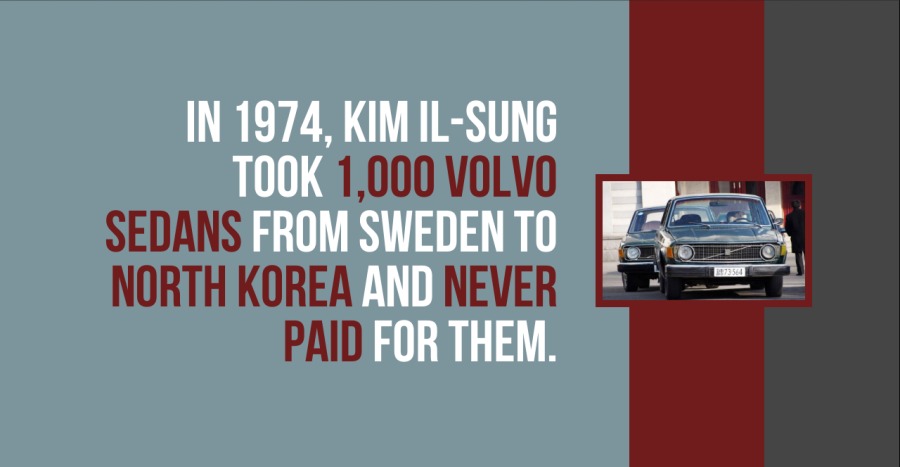 IN 1974, KIM IL-SUNG
TOOK 1,000 VOLVO
SEDANS FROM SWEDEN TO
NORTH KOREA AND NEVER
PAID FOR THEM.